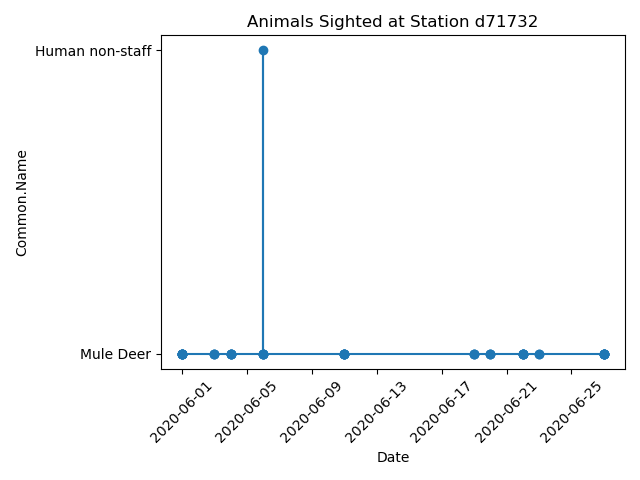 Animals Sighted at Station d71732
Human non-staff
Common.Name
Mule Deer
2020-06-01
2020-06-05
2020-06-09
2020-06-13
2020-06-17
2020-06-21
2020-06-25
Date